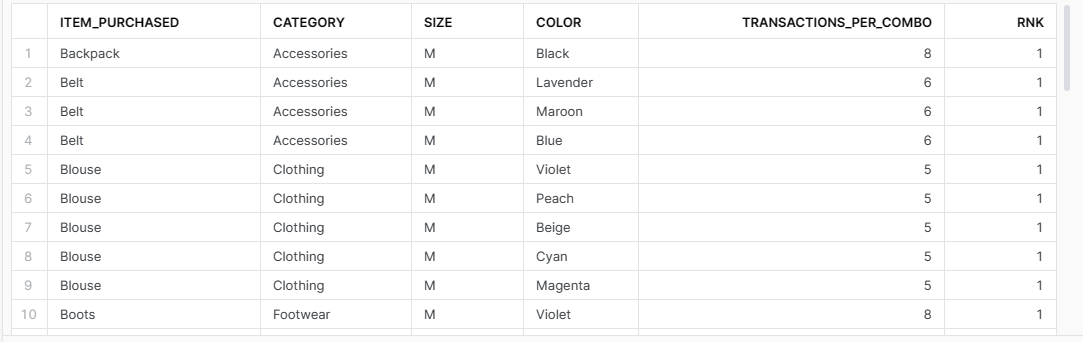 ITEM_PURCHASED CATEGORY SIZE COLOR TRANSACTIONS_PER_COMBO RNK
1 Backpack Accessories M Black 8 1
2 Belt Accessories M Lavender 6 1
3 Belt Accessories M Maroon 6 1
4 Belt Accessories M Blue 6 1
5 Blouse Clothing M Violet 5 1
6 Blouse Clothing M Peach 5 1
7 Blouse Clothing M Beige 5 1
8 Blouse Clothing M Cyan 5 1
9 Blouse Clothing M Magenta 5 1
10 Boots Footwear M Violet 8 1